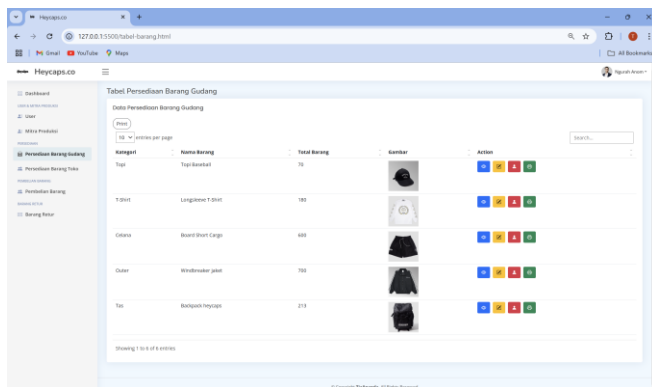 Heycaps.co
127.0.0.1:5500/tabel-barang.html
Gmail YouTube Maps
All Bookmarks
Heycaps.co
Ngurah Anom
Dashboard
User
Mitra Produksi
Persediaan Barang Gudang
Persediaan Barang Toko
Pembelian Barang
Barang Retur
Tabel Persediaan Barang Gudang
Data Persediaan Barang Gudang
Print
10 entries per page
Search...
Kategori Nama Barang Total Barang Gambar Action
Topi Topi Baseball 70
T-Shirt Longsleeve T-Shirt 180
Celana Board Short Cargo 600
Outer Windbreaker jaket 700
Tas Backpack heycaps 213
Showing 1 to 6 of 6 entries